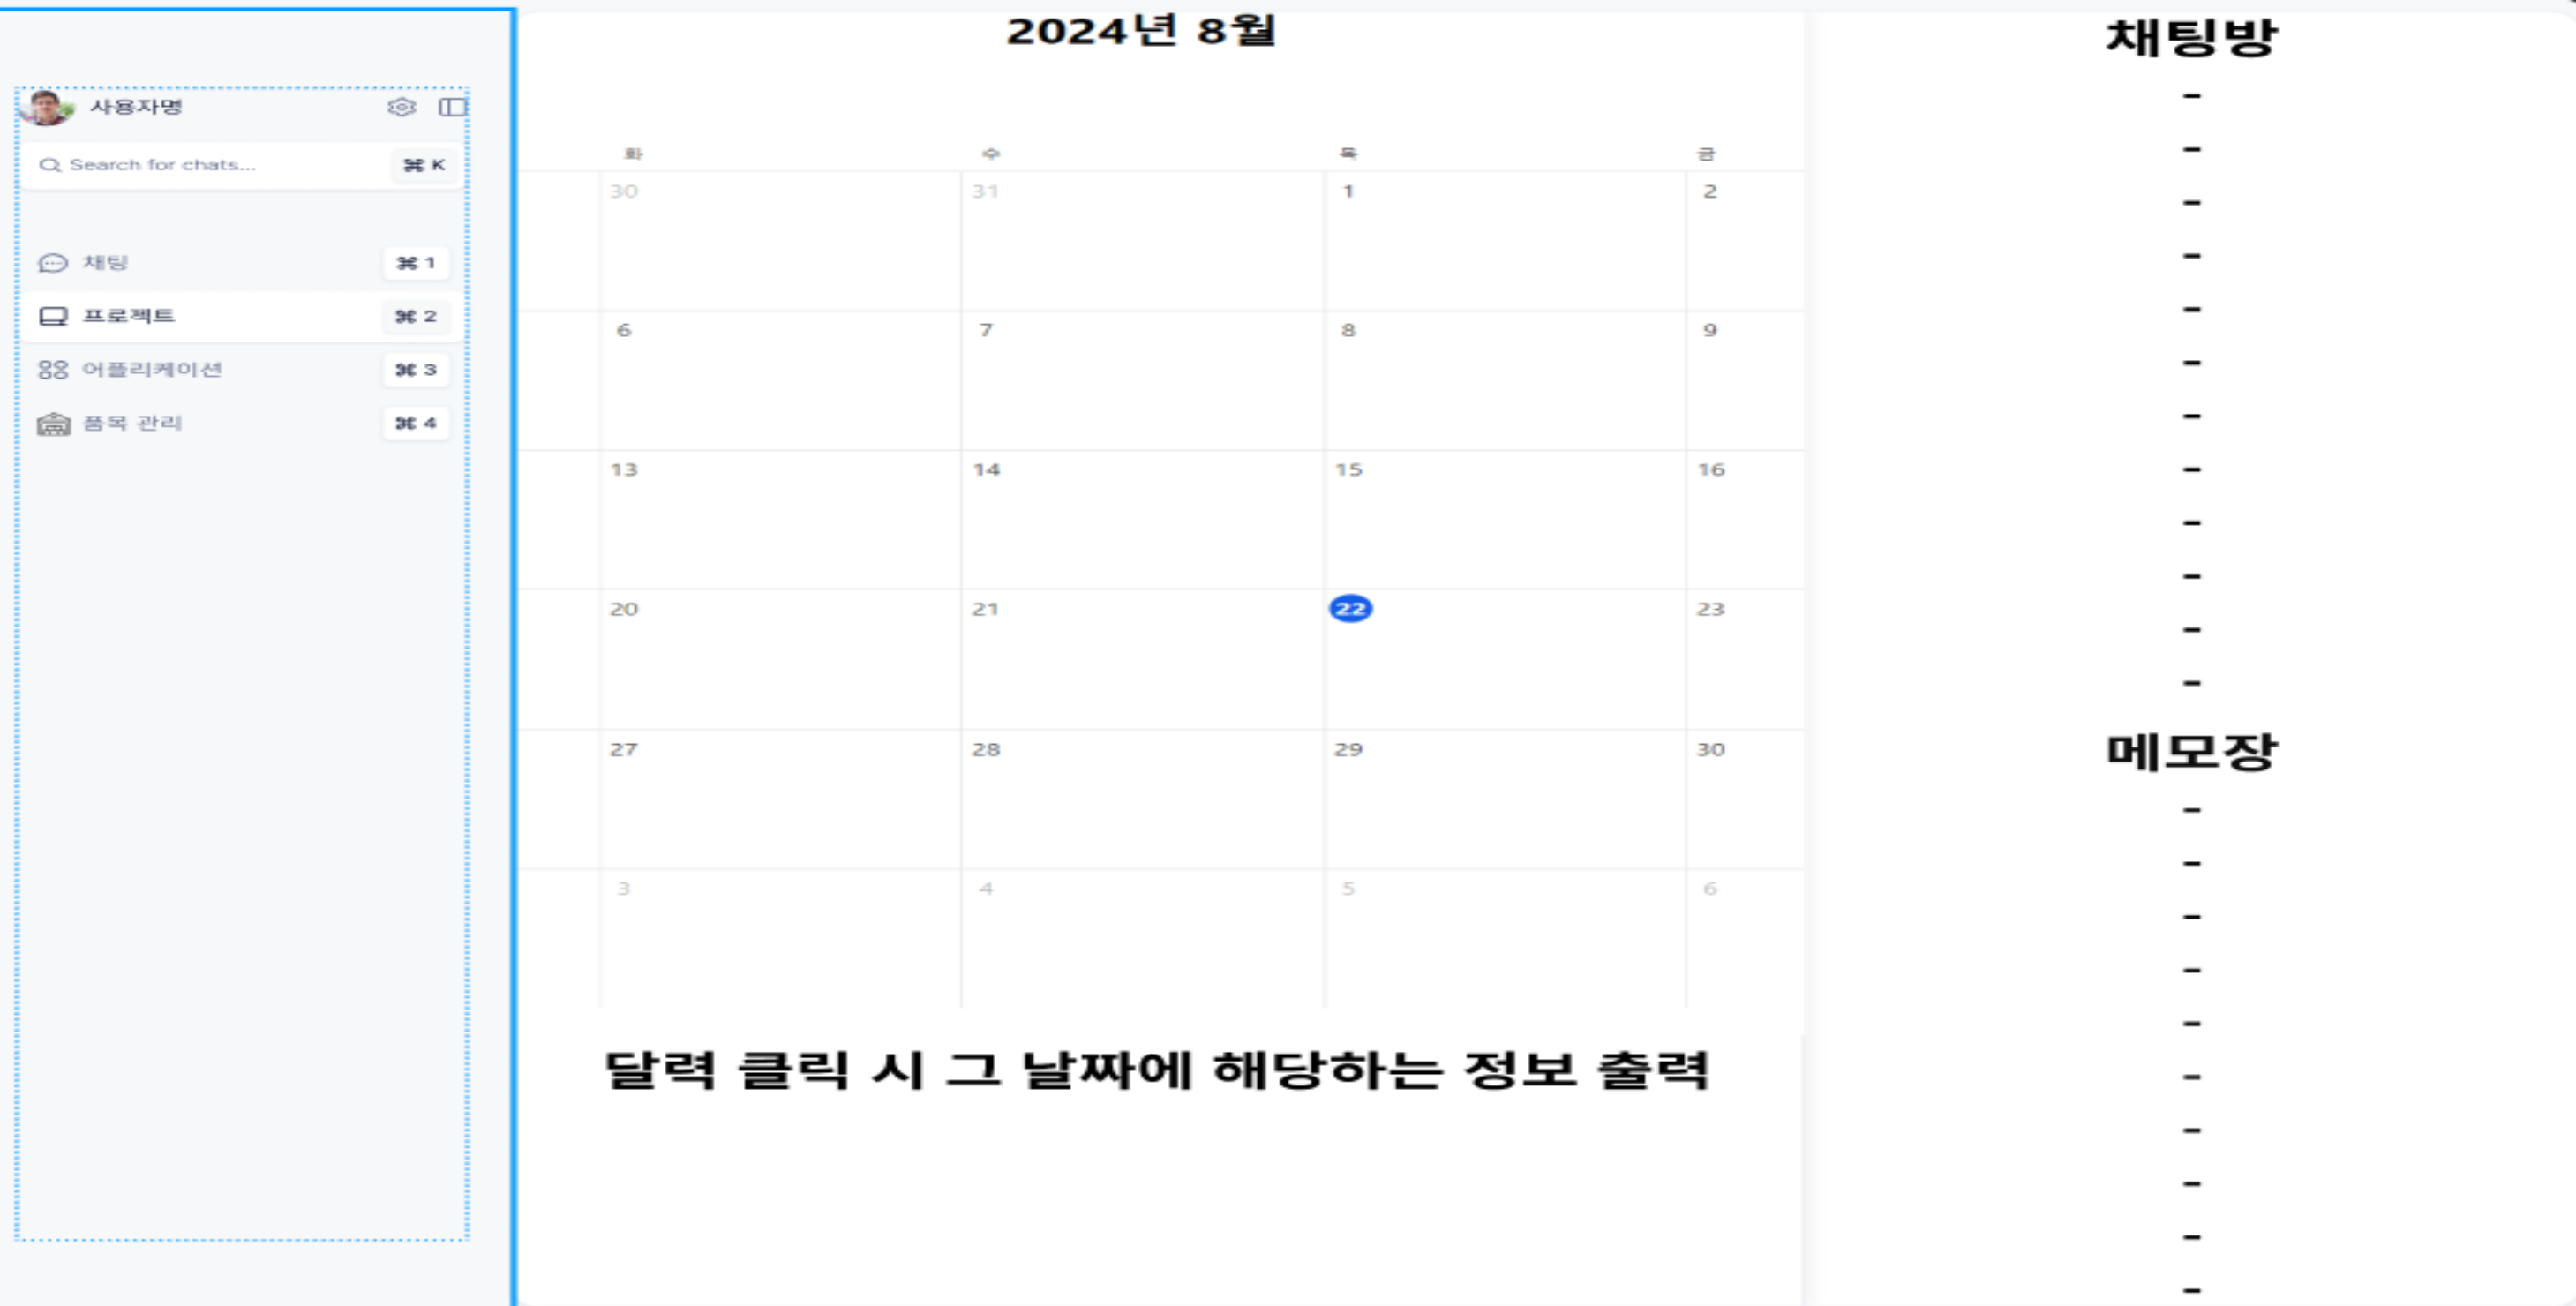 사용자명
Search for chats...
⌘ K
채팅
⌘ 1
프로젝트
⌘ 2
어플리케이션
⌘ 3
품목 관리
⌘ 4
2024년 8월
화 수 목 금
30 31 1 2
6 7 8 9
13 14 15 16
20 21 22 23
27 28 29 30
3 4 5 6
달력 클릭 시 그 날짜에 해당하는 정보 출력
채팅방
-
-
-
-
-
-
-
-
-
-
-
-
메모장
-
-
-
-
-
-
-
-
-
-